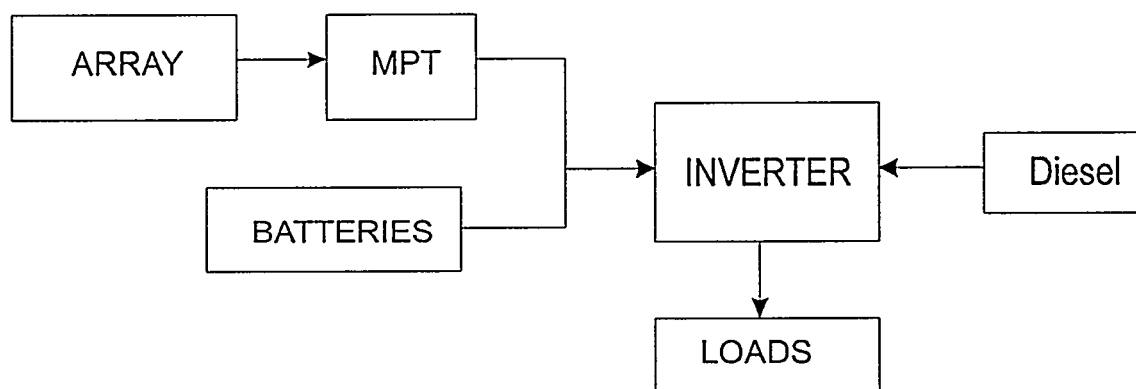 ARRAY
MPT
BATTERIES
INVERTER
Diesel
LOADS